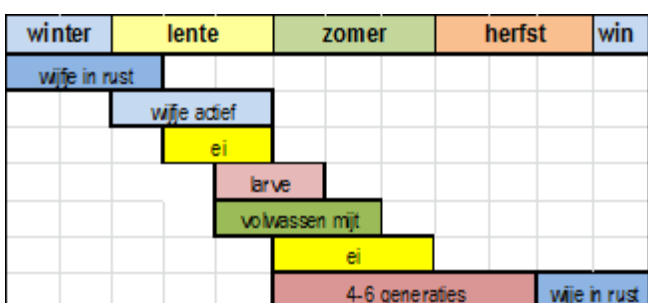 winter lente zomer herfst win
wijfje in rust
wijfje actief
ei
larve
volwassen mijt
ei
4-6 generaties wijje in rust